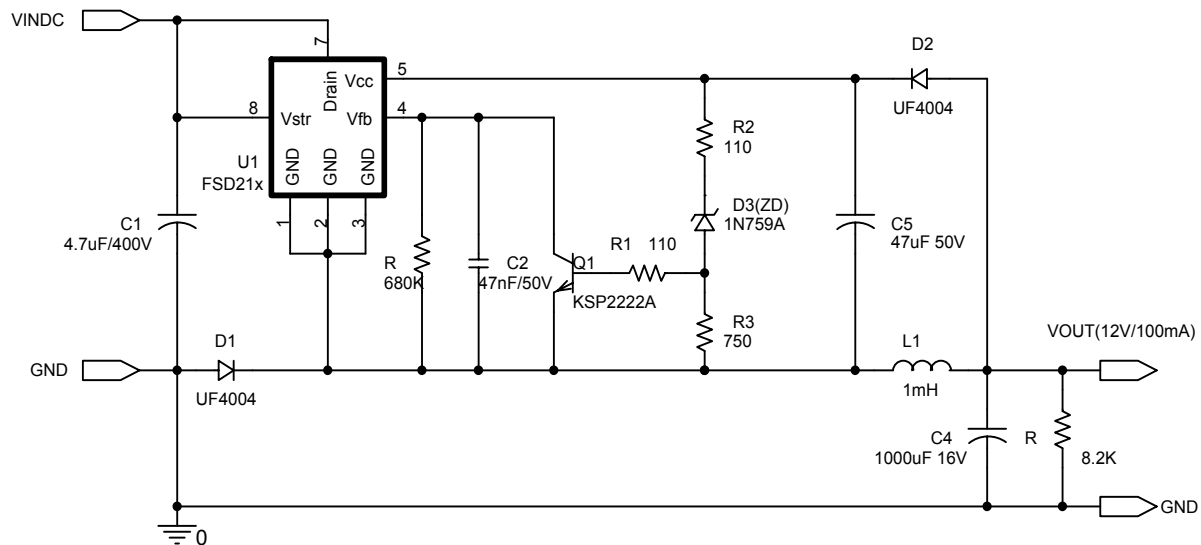 VINDC
7
D2
5
Vcc
Drain
UF4004
8
Vstr
Vfb
4
R2
110
U1
FSD21x
GND
GND
GND
D3(ZD)
1N759A
C1
4.7uF/400V
1
2
3
C5
47uF 50V
R1 110
R
680K
C2
47nF/50V
Q1
KSP2222A
R3
750
VOUT(12V/100mA)
D1
L1
GND
UF4004
1mH
C4
1000uF 16V
R
8.2K
GND
0